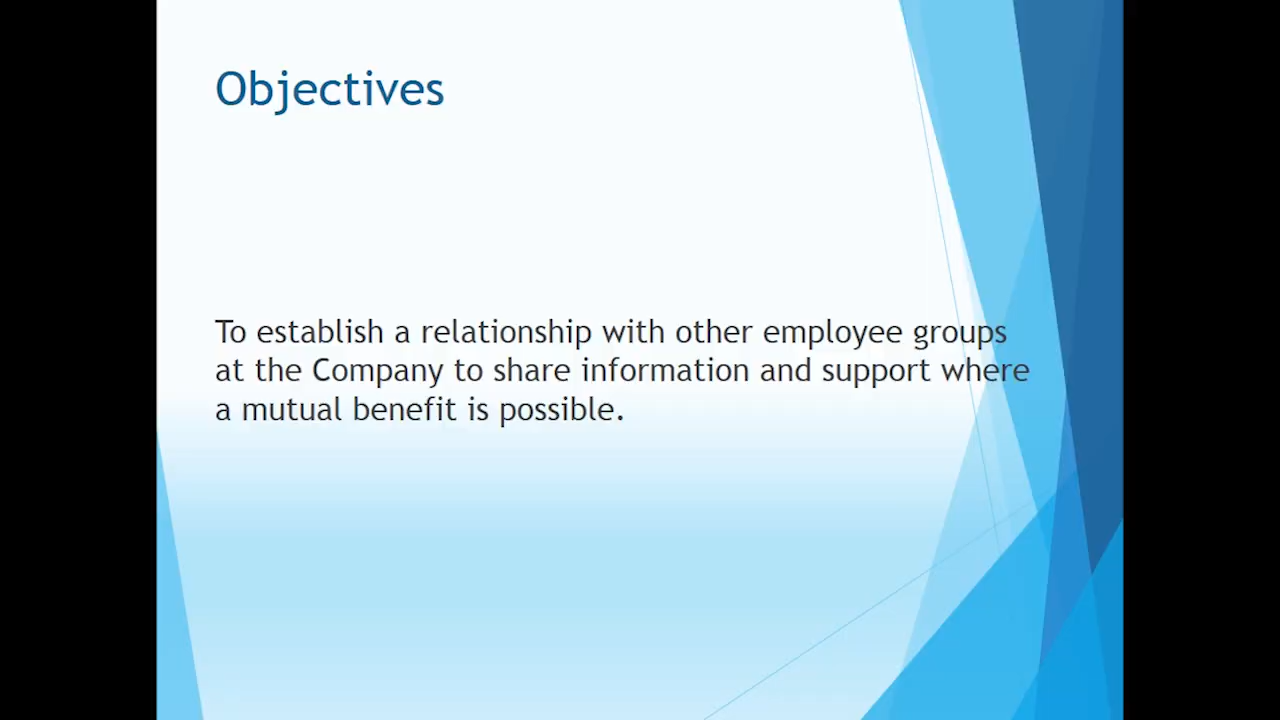 Objectives
To establish a relationship with other employee groups
at the Company to share information and support where
a mutual benefit is possible.